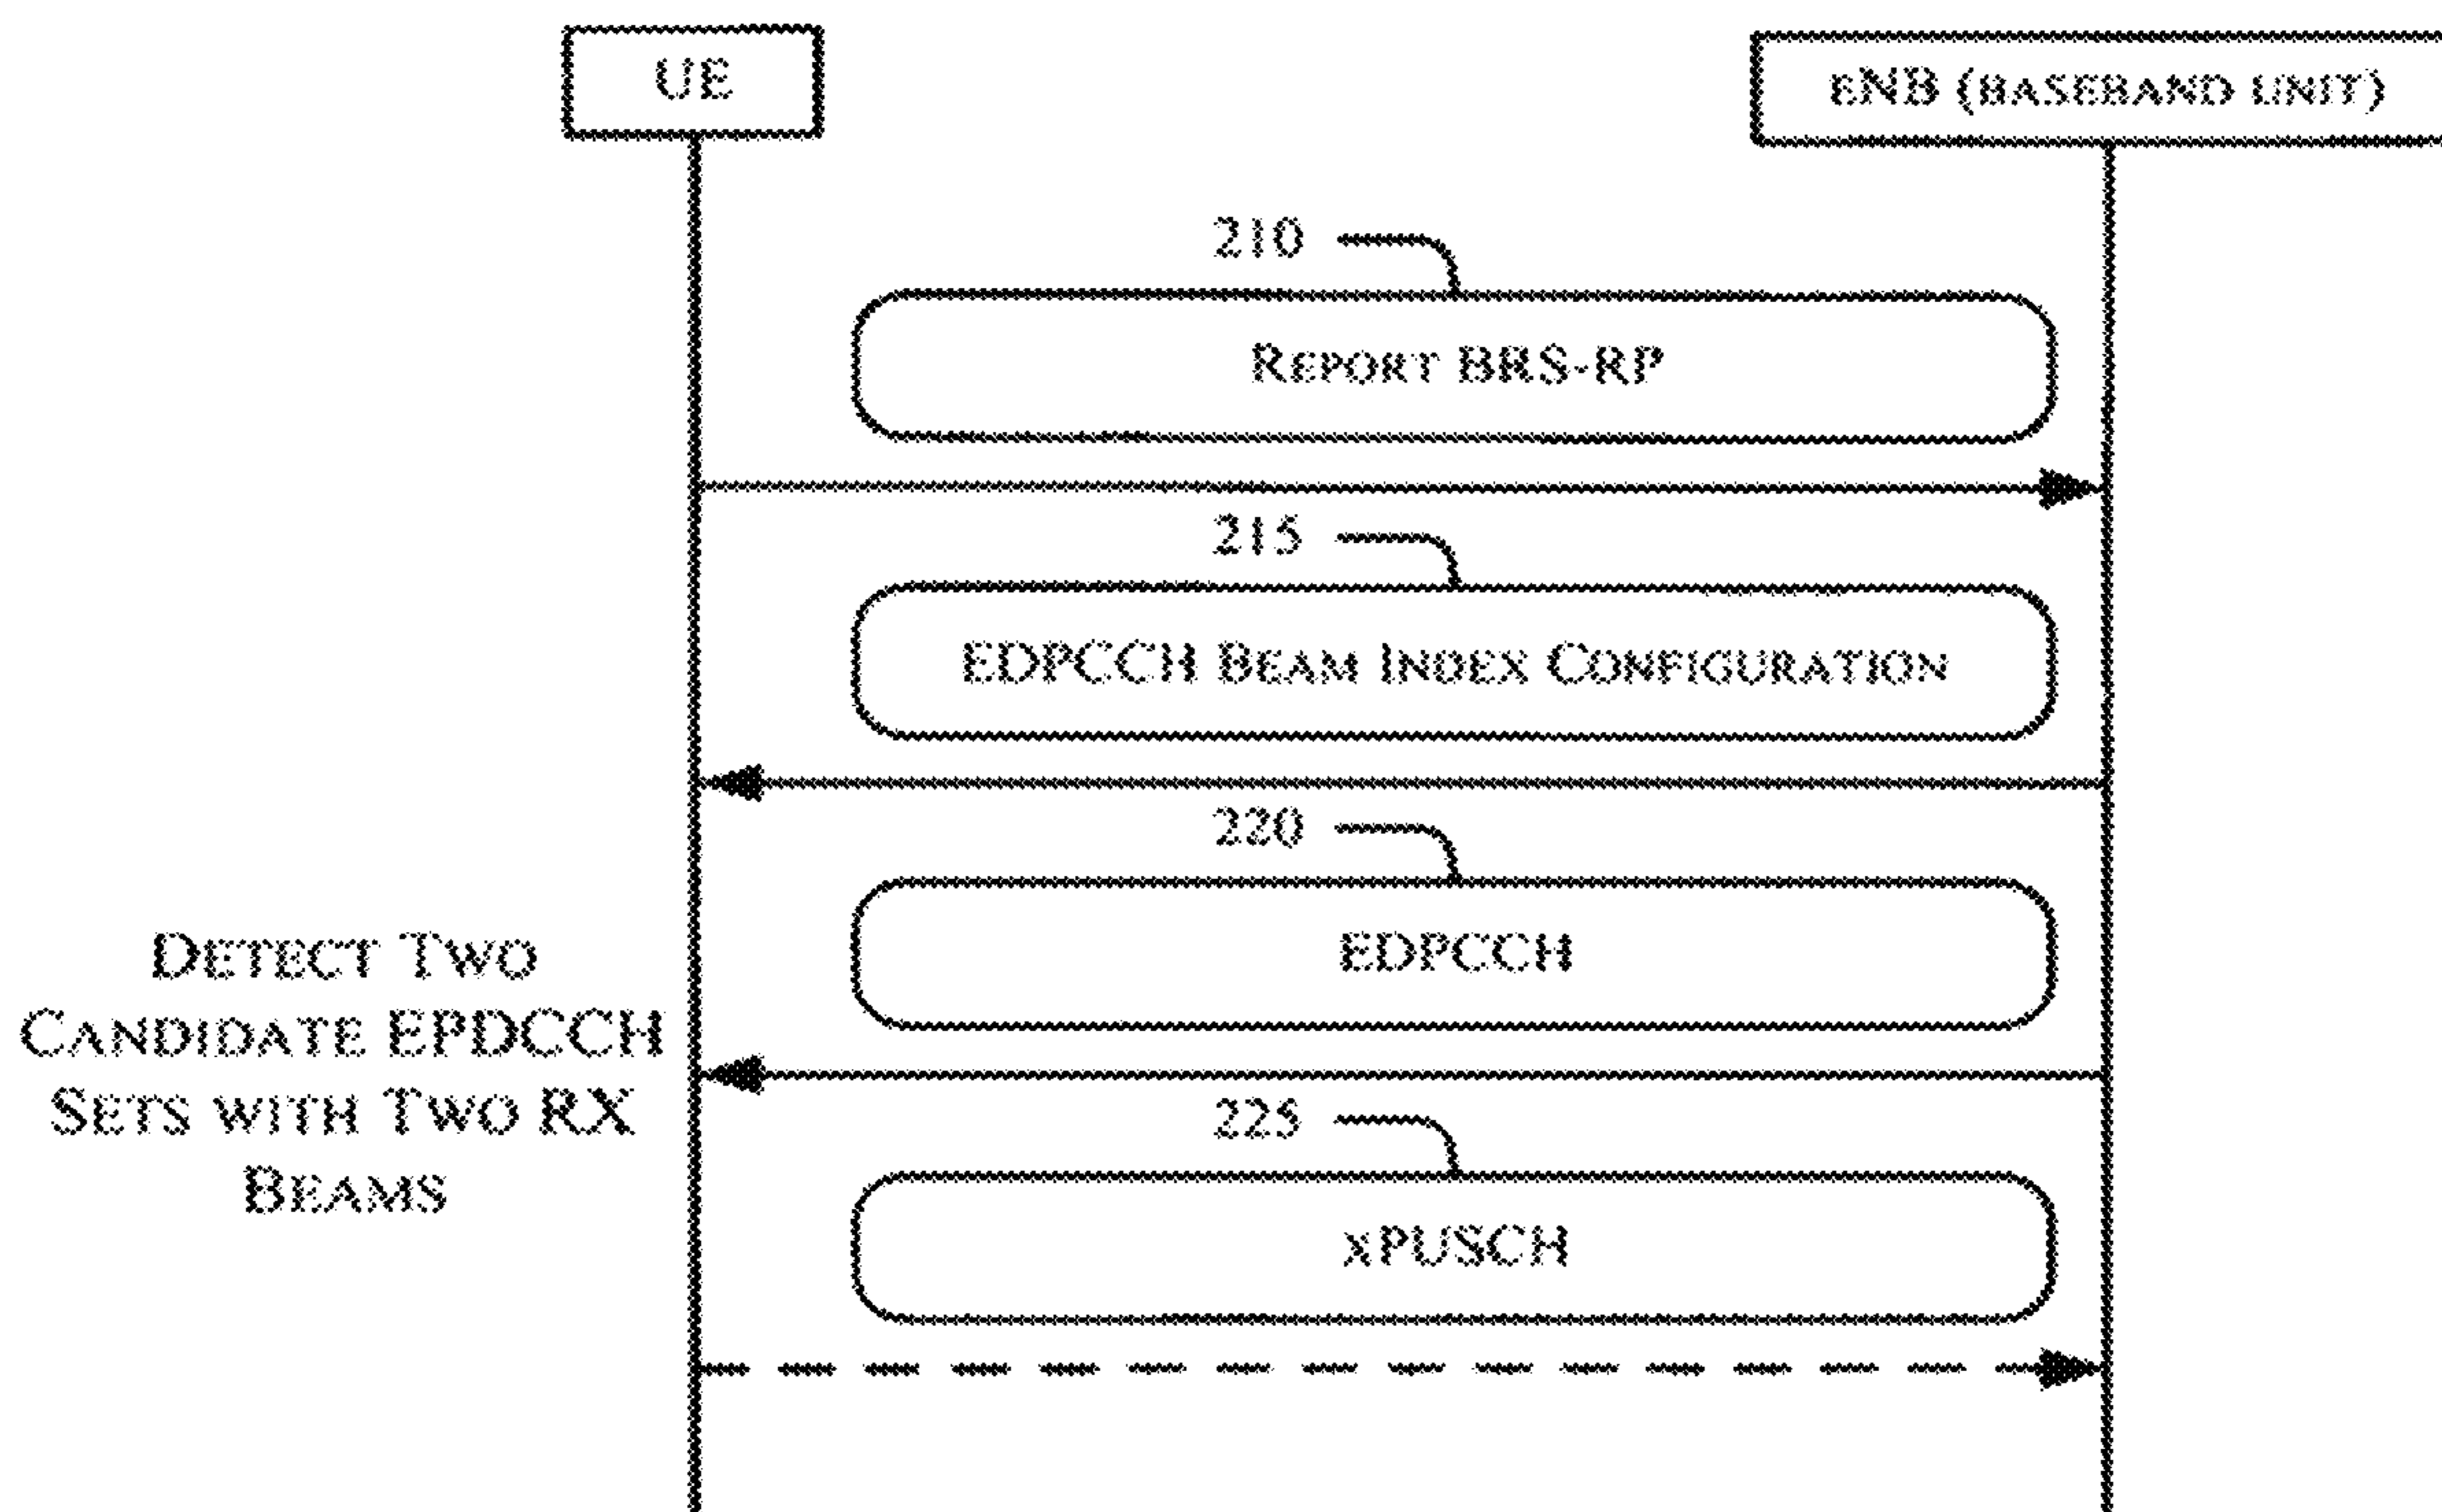 UE
eNB (BASEBAND UNIT)
210
REPORT BRS-RP
215
EDPCCH BEAM INDEX CONFIGURATION
220
EDPCCH
DETECT TWO
CANDIDATE EPDCCH
SETS WITH TWO RX
BEAMS
225
xPUSCH